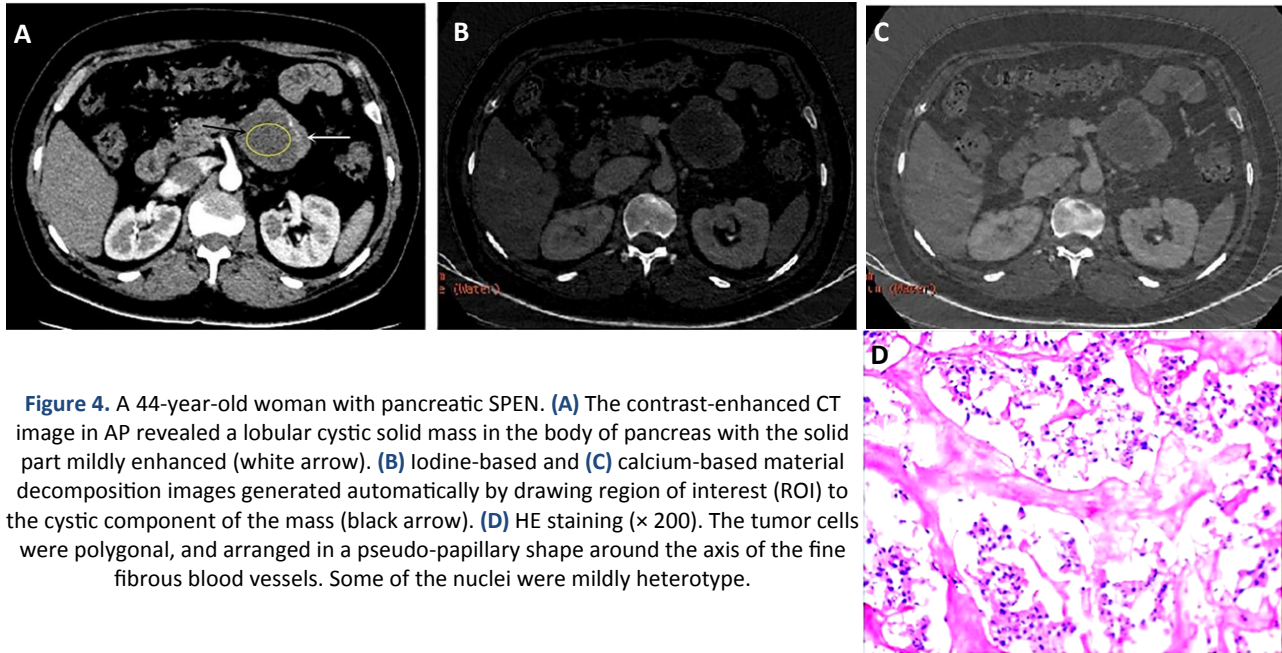 A
B
C
e (Water)
(Water)
D
Figure 4. A 44-year-old woman with pancreatic SPEN. (A) The contrast-enhanced CT
image in AP revealed a lobular cystic solid mass in the body of pancreas with the solid
part mildly enhanced (white arrow). (B) Iodine-based and (C) calcium-based material
decomposition images generated automatically by drawing region of interest (ROI) to
the cystic component of the mass (black arrow). (D) HE staining (× 200). The tumor cells
were polygonal, and arranged in a pseudo-papillary shape around the axis of the fine
fibrous blood vessels. Some of the nuclei were mildly heterotype.